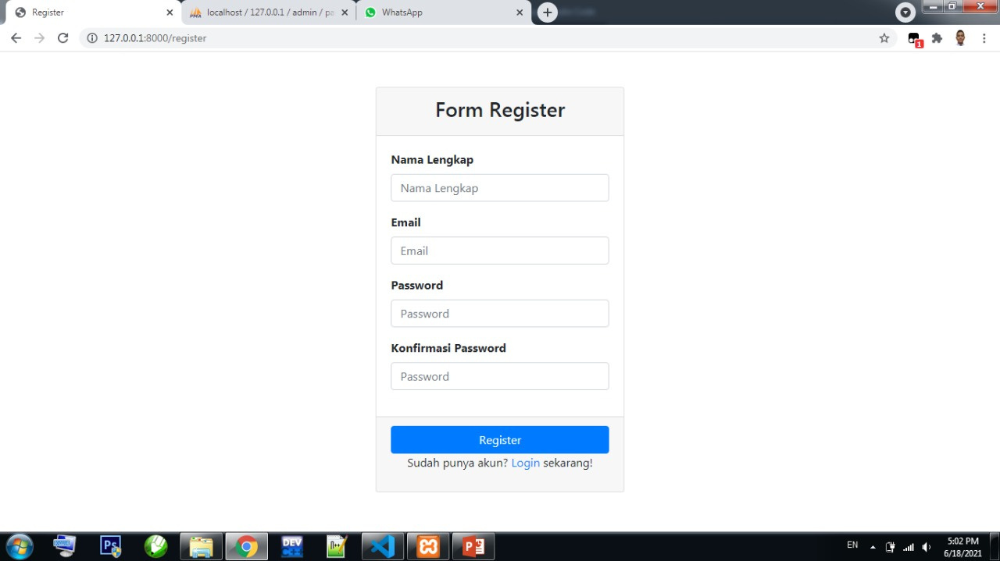 Register
localhost / 127.0.0.1 / admin / pa
WhatsApp
127.0.0.1:8000/register
1
Form Register
Nama Lengkap
Nama Lengkap
Email
Email
Password
Password
Konfirmasi Password
Password
Register
Sudah punya akun? Login sekarang!
Ps
DEV
EN
5:02 PM
6/18/2021